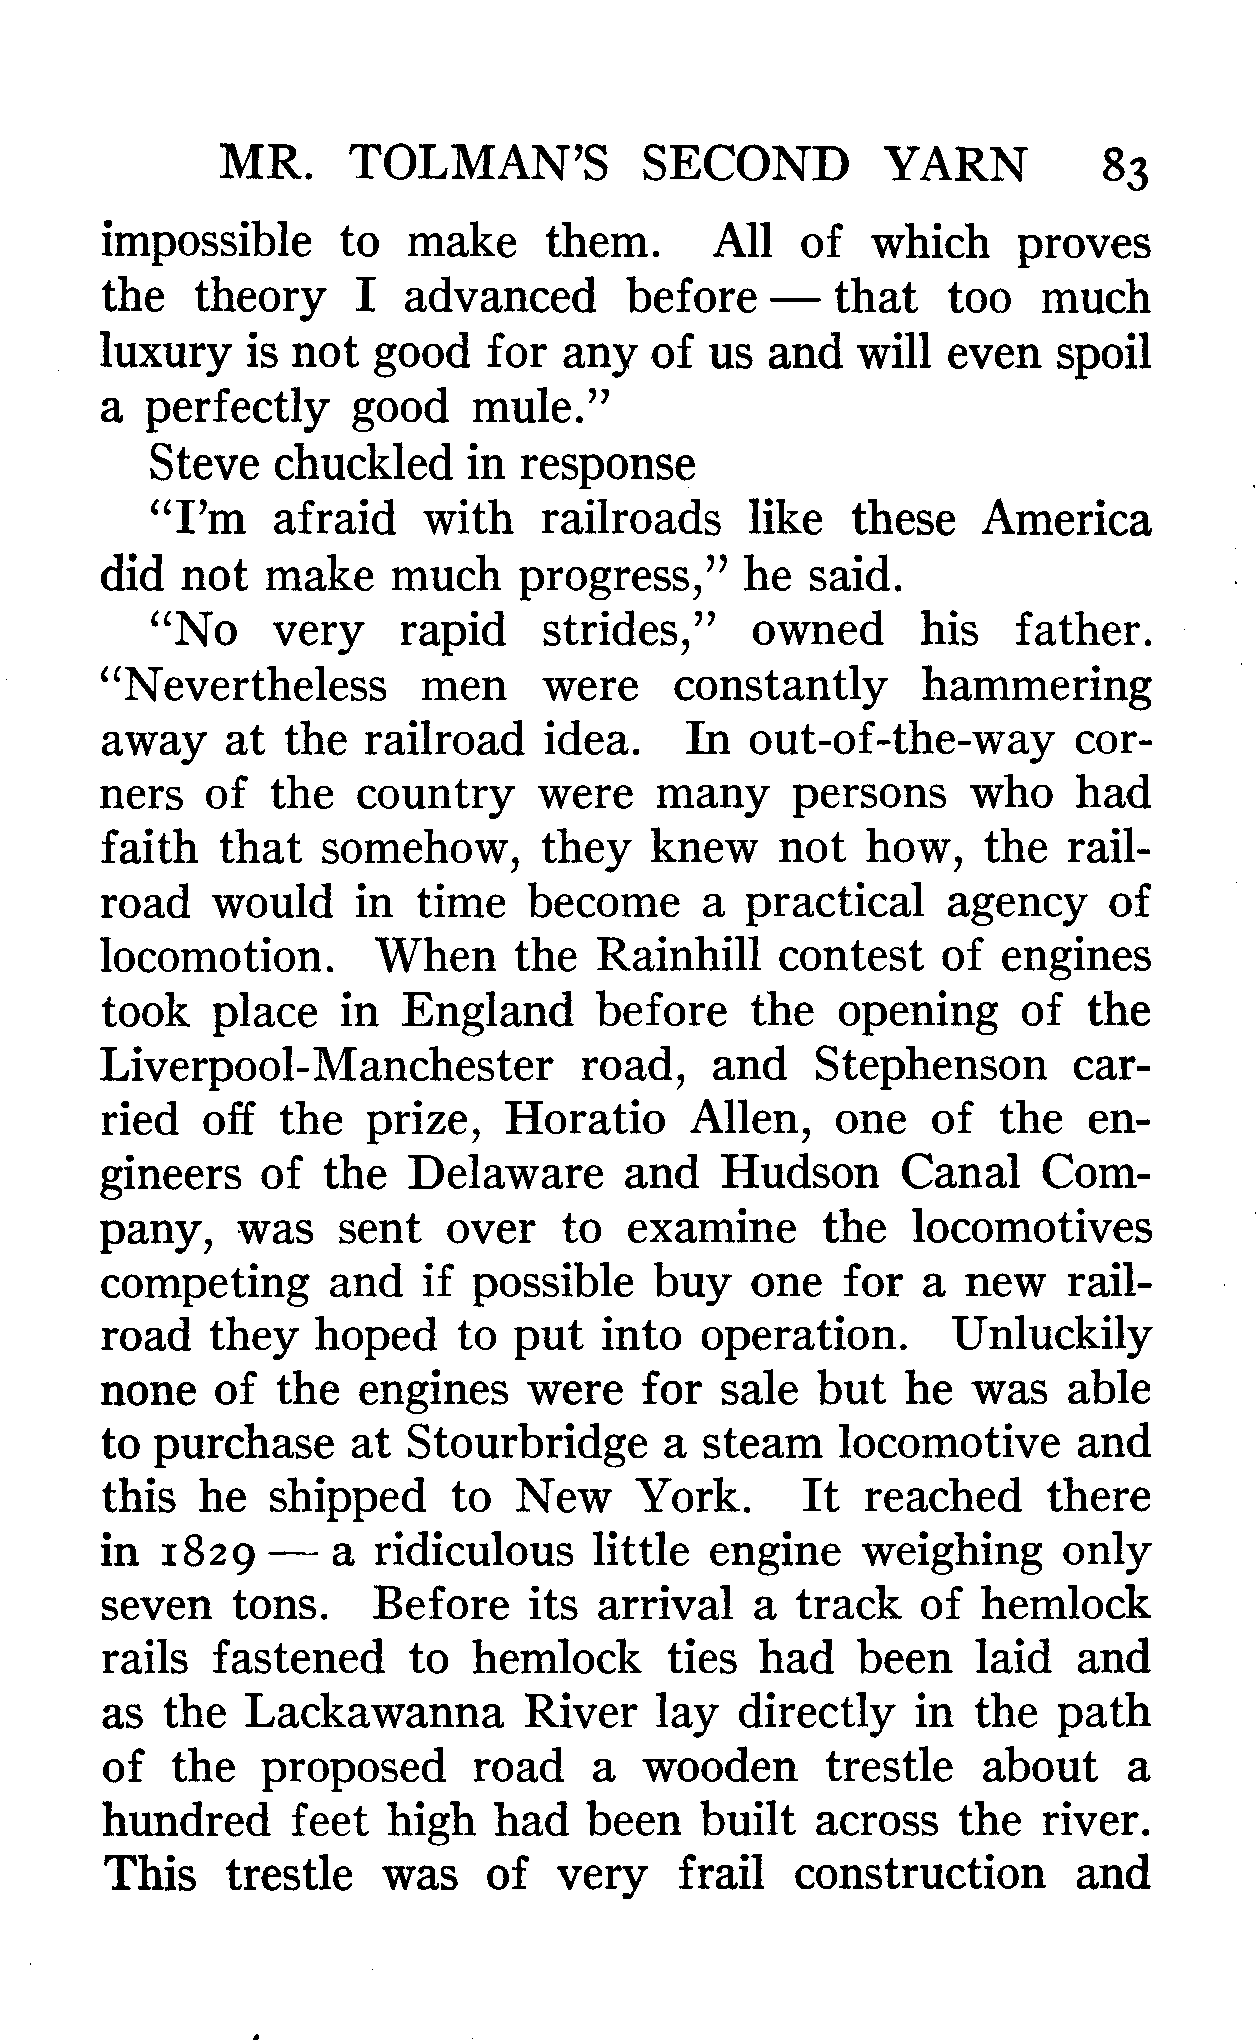 MR. TOLMAN'S SECOND YARN 83
impossible to make them. All of which proves
the theory I advanced before — that too much
luxury is not good for any of us and will even spoil
a perfectly good mule."
Steve chuckled in response
"I'm afraid with railroads like these America
did not make much progress," he said.
"No very rapid strides," owned his father.
"Nevertheless men were constantly hammering
away at the railroad idea. In out-of-the-way cor-
ners of the country were many persons who had
faith that somehow, they knew not how, the rail-
road would in time become a practical agency of
locomotion. When the Rainhill contest of engines
took place in England before the opening of the
Liverpool-Manchester road, and Stephenson car-
ried off the prize, Horatio Allen, one of the en-
gineers of the Delaware and Hudson Canal Com-
pany, was sent over to examine the locomotives
competing and if possible buy one for a new rail-
road they hoped to put into operation. Unluckily
none of the engines were for sale but he was able
to purchase at Stourbridge a steam locomotive and
this he shipped to New York. It reached there
in 1829 — a ridiculous little engine weighing only
seven tons. Before its arrival a track of hemlock
rails fastened to hemlock ties had been laid and
as the Lackawanna River lay directly in the path
of the proposed road a wooden trestle about a
hundred feet high had been built across the river.
This trestle was of very frail construction and